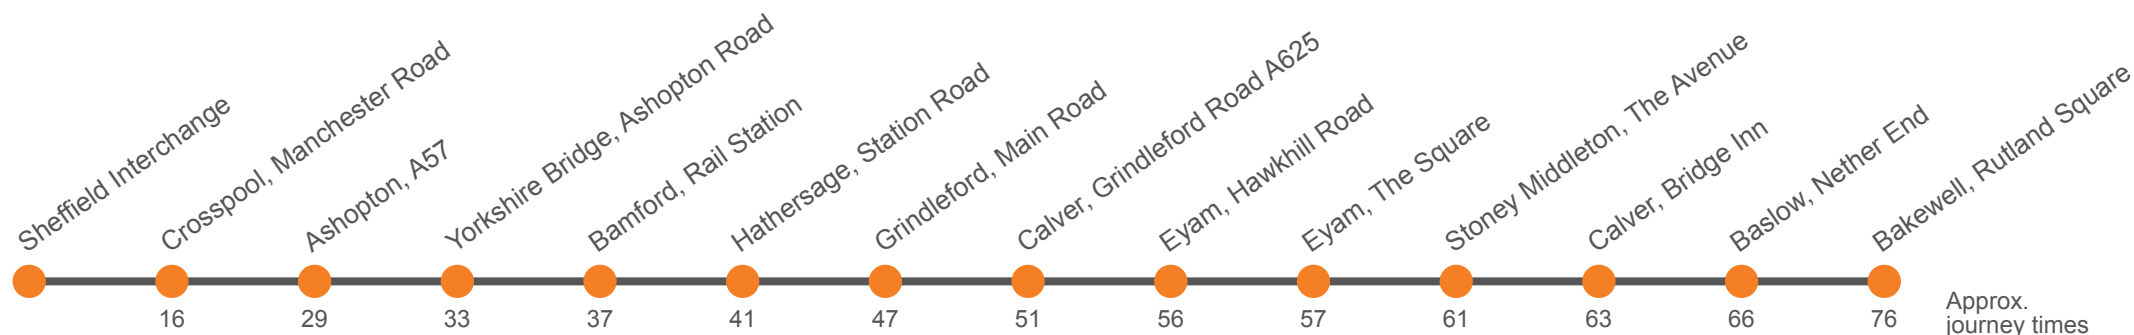 Sheffield Interchange
Crosspool, Manchester Road
Ashopton, A57
Yorkshire Bridge, Ashopton Road
Bamford, Rail Station
Hathersage, Station Road
Grindleford, Main Road
Calver, Grindleford Road A625
Eyam, Hawkhill Road
Eyam, The Square
Stoney Middleton, The Avenue
Calver, Bridge Inn
Baslow, Nether End
Bakewell, Rutland Square
16 29 33 37 41 47 51 56 57 61 63 66 76
Approx.
journey times